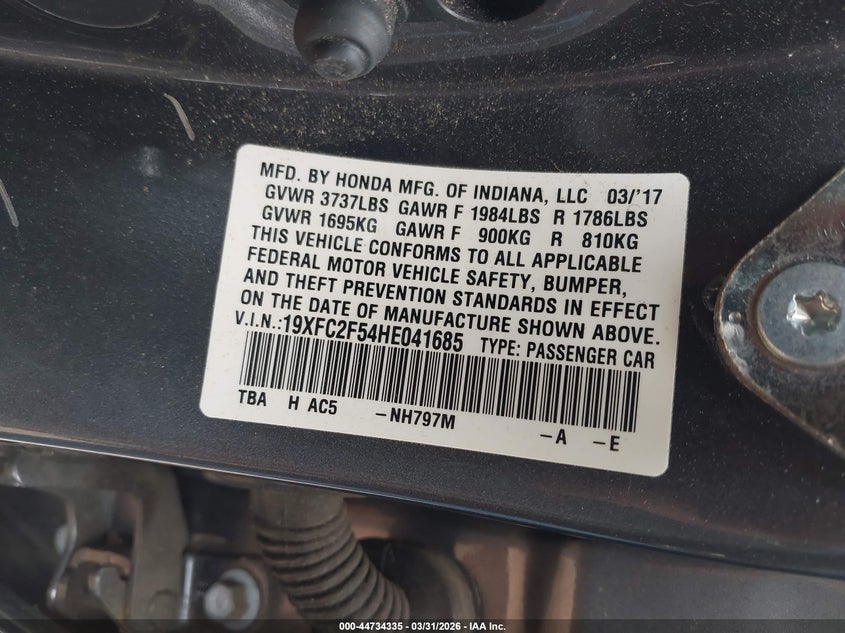 MFD. BY HONDA MFG. OF INDIANA, LLC 03/'17
GVWR 3737LBS GAWR F 1984LBS R 1786LBS
GVWR 1695KG GAWR F 900KG R 810KG
THIS VEHICLE CONFORMS TO ALL APPLICABLE
FEDERAL MOTOR VEHICLE SAFETY, BUMPER,
AND THEFT PREVENTION STANDARDS IN EFFECT
ON THE DATE OF MANUFACTURE SHOWN ABOVE.
V.I.N.:19XFC2F54HE041685 TYPE: PASSENGER CAR
TBA H AC5 -NH797M -A -E
000-44734335 - 03/31/2026 - IAA Inc.